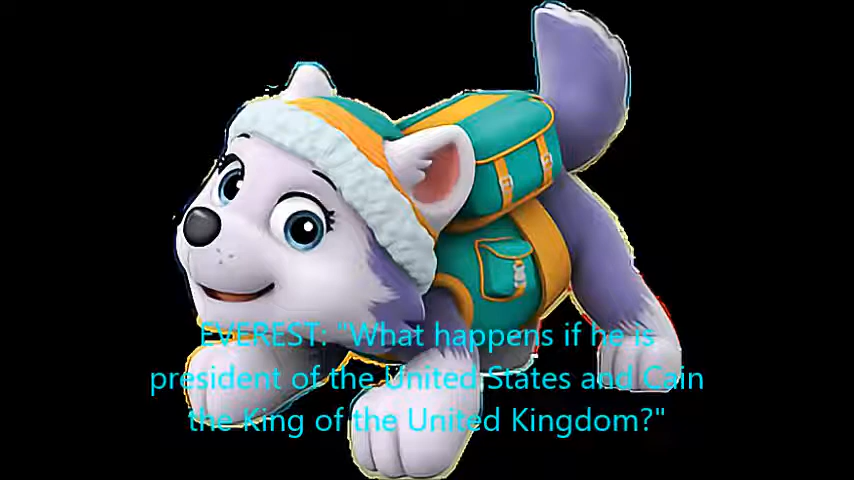 EVEREST: "What happens if he is
president of the United States and Cain
the King of the United Kingdom?"